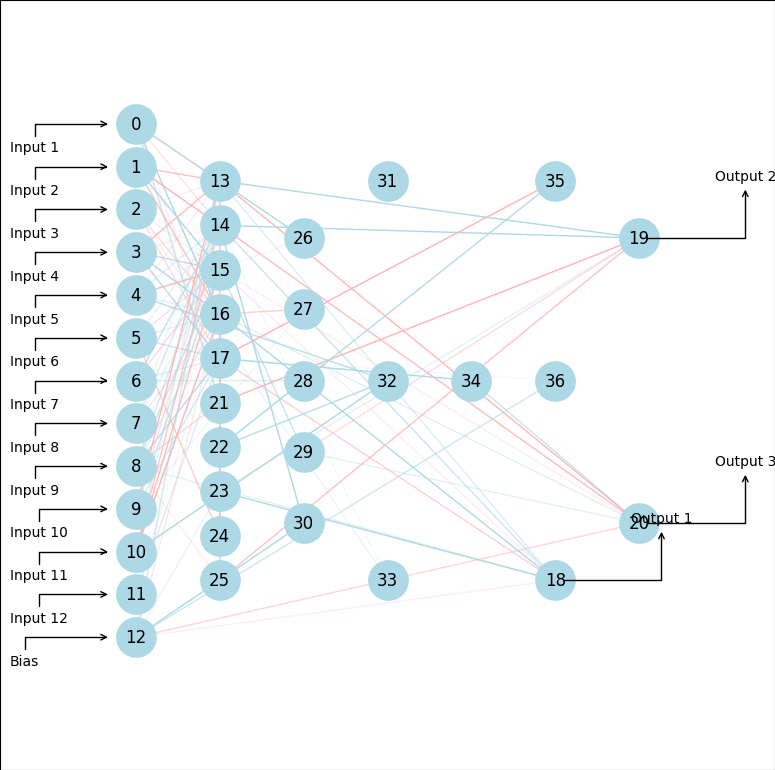 0
Input 1
1
Input 2
2
Input 3
3
Input 4
4
Input 5
5
Input 6
6
Input 7
7
Input 8
8
Input 9
9
Input 10
10
Input 11
11
Input 12
12
Bias
13
14
15
16
17
21
22
23
24
25
26
27
28
29
30
31
32
33
34
35
36
18
Output 1
19
Output 2
20
Output 3